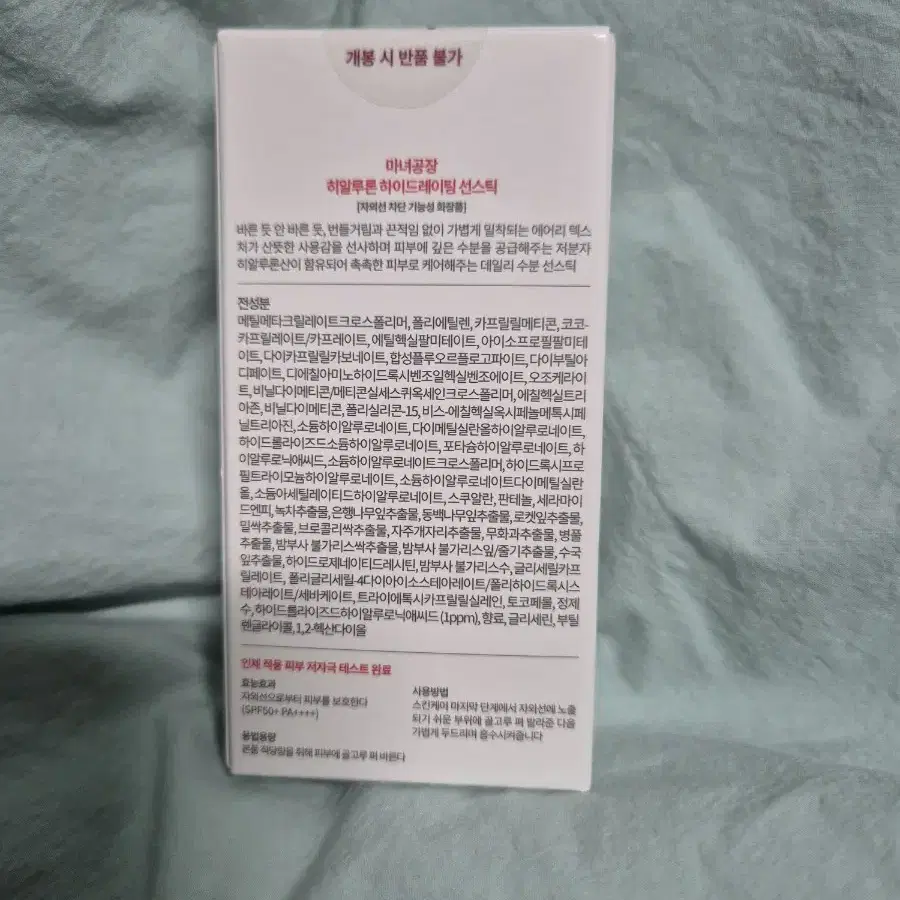 개봉 시 반품 불가
마녀공장
히알루론 하이드레이팅 선스틱
[자외선 차단 기능성 화장품]
바른 듯 안 바른 듯, 번들거림과 끈적임 없이 가볍게 밀착되는 에어리 텍스
처가 산뜻한 사용감을 선사하며 피부에 깊은 수분을 공급해주는 저분자
히알루론산이 함유되어 촉촉한 피부로 케어해주는 데일리 수분 선스틱
전성분
메틸메타크릴레이트크로스폴리머, 폴리에틸렌, 카프릴릴메티콘, 코코-
카프릴레이트/카프레이트, 에틸헥실팔미테이트, 아이소프로필팔미테
이트, 다이카프릴릴카보네이트, 합성플루오르플로고파이트, 다이부틸아
디페이트, 디에칠아미노하이드록시벤조일헥실벤조에이트, 오조케라이
트, 비닐다이메티콘/메티콘실세스퀴옥세인크로스폴리머, 에칠헥실트리
아존, 비닐다이메티콘, 폴리실리콘-15, 비스-에칠헥실옥시페놀메톡시페
닐트리아진, 소듐하이알루로네이트, 다이메틸실란올하이알루로네이트,
하이드롤라이즈드소듐하이알루로네이트, 포타슘하이알루로네이트, 하
이알루로닉애씨드, 소듐하이알루로네이트크로스폴리머, 하이드록시프로
필트라이모늄하이알루로네이트, 소듐하이알루로네이트다이메틸실란
올, 소듐아세틸레이티드하이알루로네이트, 스쿠알란, 판테놀, 세라마이
드엔피, 녹차추출물, 은행나무잎추출물, 동백나무잎추출물, 로켓잎추출물,
밀싹추출물, 브로콜리싹추출물, 자주개자리추출물, 무화과추출물, 병풀
추출물, 밤부사 불가리스싹추출물, 밤부사 불가리스잎/줄기추출물, 수국
잎추출물, 하이드로제네이티드레시틴, 밤부사 불가리스수, 글리세릴카프
릴레이트, 폴리글리세릴-4다이아이소스테아레이트/폴리하이드록시스
테아레이트/세바케이트, 트라이에톡시카프릴릴실레인, 토코페롤, 정제
수, 하이드롤라이즈드하이알루로닉애씨드 (1ppm), 향료, 글리세린, 부틸
렌글라이콜, 1,2-헥산다이올
인체 적용 피부 저자극 테스트 완료
효능효과
자외선으로부터 피부를 보호한다
(SPF50+ PA++++)
용법용량
본품 적당량을 취해 피부에 골고루 펴 바른다
사용방법
스킨케어 마지막 단계에서 자외선에 노출
되기 쉬운 부위에 골고루 펴 발라준 다음
가볍게 두드리며 흡수시켜줍니다